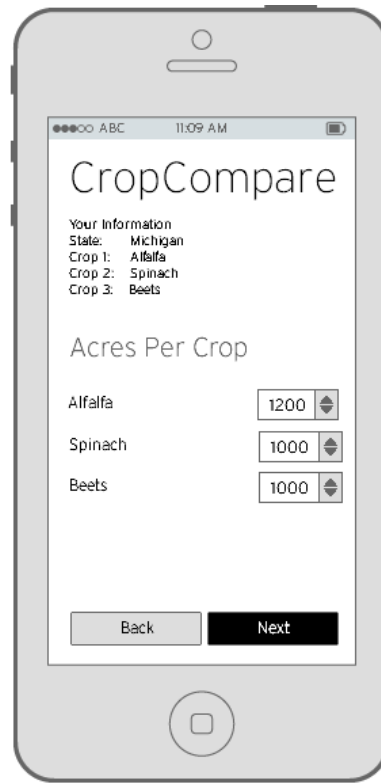 ABC 11:09 AM
CropCompare
Your Information
State: Michigan
Crop 1: Alfalfa
Crop 2: Spinach
Crop 3: Beets
Acres Per Crop
Alfalfa 1200
Spinach 1000
Beets 1000
Back Next